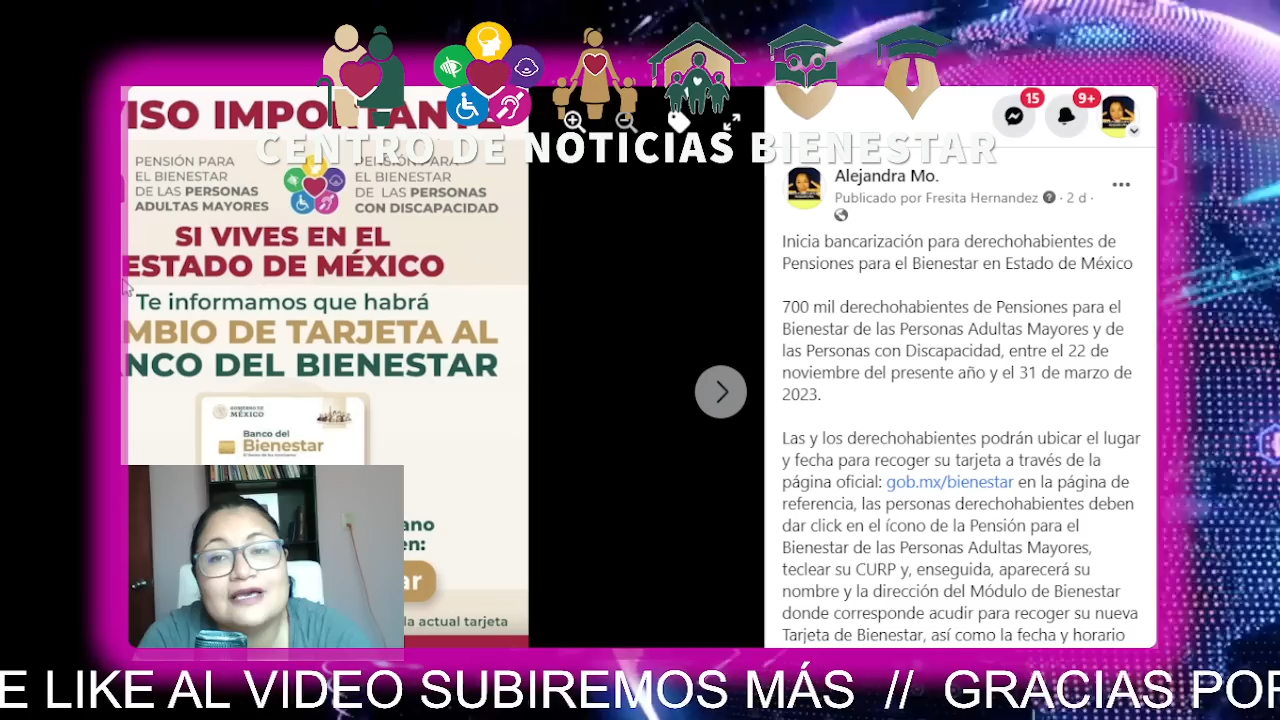 CENTRO DE NOTICIAS BIENESTAR
VISO IMPORTANTE
PENSIÓN PARA
EL BIENESTAR
DE LAS PERSONAS
ADULTAS MAYORES
PENSIÓN PARA
EL BIENESTAR
DE LAS PERSONAS
CON DISCAPACIDAD
SI VIVES EN EL
ESTADO DE MÉXICO
Te informamos que habrá
MBIO DE TARJETA AL
NCO DEL BIENESTAR
GOBIERNO DE
MÉXICO
Banco del
Bienestar
ano
en:
ar
la actual tarjeta
15
9+
Alejandra Mo.
Publicado por Fresita Hernandez · 2 d ·
Inicia bancarización para derechohabientes de
Pensiones para el Bienestar en Estado de México
700 mil derechohabientes de Pensiones para el
Bienestar de las Personas Adultas Mayores y de
las Personas con Discapacidad, entre el 22 de
noviembre del presente año y el 31 de marzo de
2023.
Las y los derechohabientes podrán ubicar el lugar
y fecha para recoger su tarjeta a través de la
página oficial: gob.mx/bienestar en la página de
referencia, las personas derechohabientes deben
dar click en el ícono de la Pensión para el
Bienestar de las Personas Adultas Mayores,
teclear su CURP y, enseguida, aparecerá su
nombre y la dirección del Módulo de Bienestar
donde corresponde acudir para recoger su nueva
Tarjeta de Bienestar, así como la fecha y horario
E LIKE AL VIDEO SUBIREMOS MÁS // GRACIAS POR